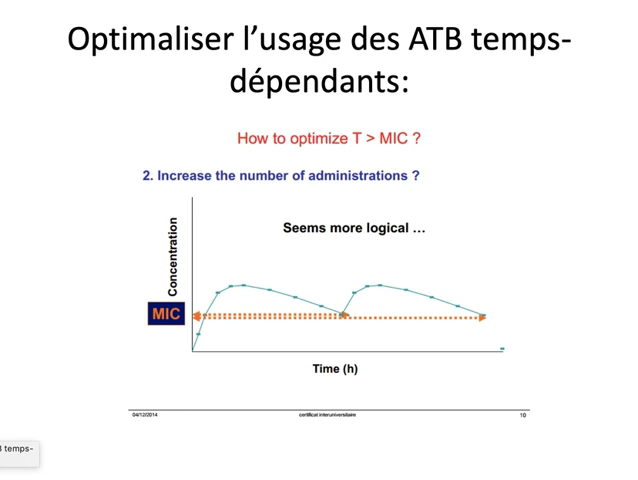 Optimaliser l’usage des ATB temps-
dépendants:
How to optimize T > MIC ?
2. Increase the number of administrations ?
Seems more logical …
Concentration
MIC
Time (h)
04/12/2014
certificat interuniversitaire
10
temps-